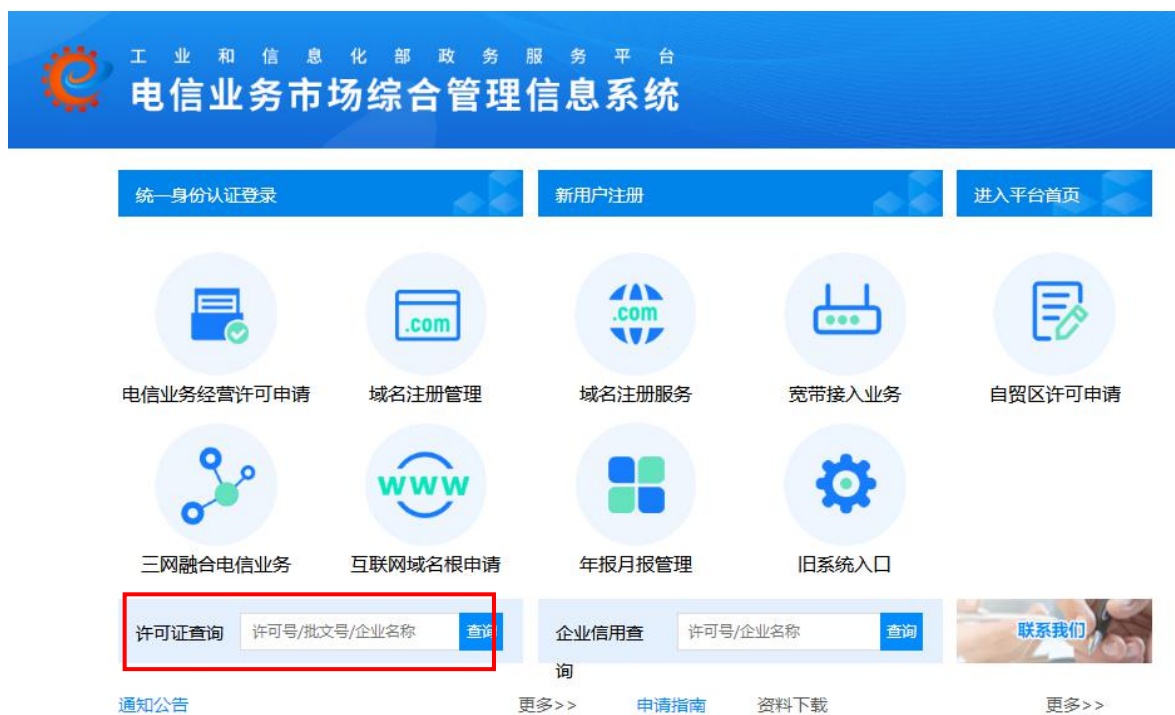 工业和信息化部政务服务平台
电信业务市场综合管理信息系统
统一身份认证登录
新用户注册
进入平台首页
.com
.com
电信业务经营许可申请
域名注册管理
域名注册服务
宽带接入业务
自贸区许可申请
WWW
三网融合电信业务
互联网域名根申请
年报月报管理
旧系统入口
许可证查询 许可号/批文号/企业名称 查询
企业信用查
询
许可号/企业名称 查询
联系我们
通知公告 更多>> 申请指南 资料下载 更多>>